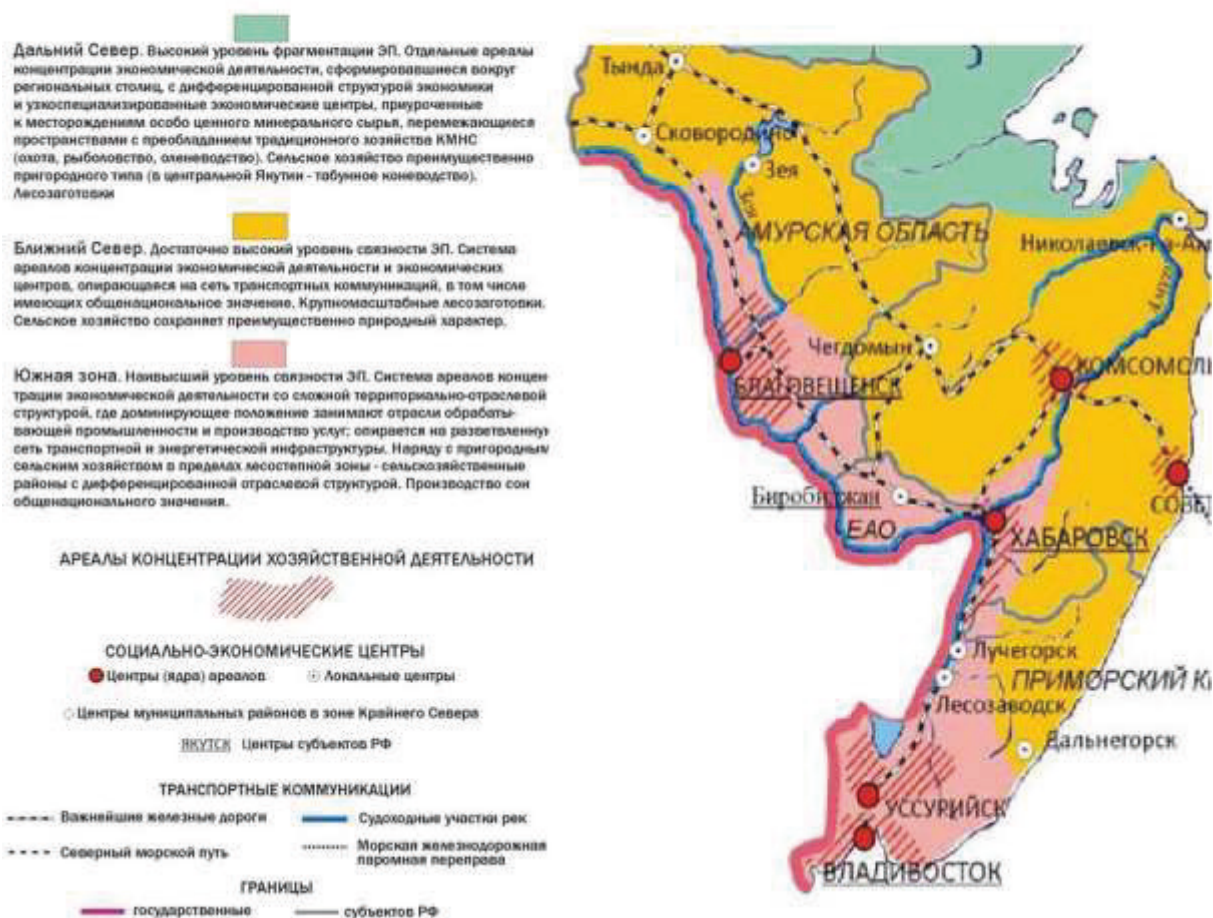 Дальний Север. Высокий уровень фрагментации ЭП. Отдельные ареалы
концентрации экономической деятельности, сформировавшиеся вокруг
региональных столиц, с дифференцированной структурой экономики
и узкоспециализированные экономические центры, приуроченные
к месторождениям особо ценного минерального сырья, перемежающиеся
пространствами с преобладанием традиционного хозяйства КМНС
(охота, рыболовство, оленеводство). Сельское хозяйство преимущественно
пригородного типа (в центральной Якутии - табунное коневодство).
Лесозаготовки
Ближний Север. Достаточно высокий уровень связности ЭП. Система
ареалов концентрации экономической деятельности и экономических
центров, опирающаяся на сеть транспортных коммуникаций, в том числе
имеющих общенациональное значение. Крупномасштабные лесозаготовки.
Сельское хозяйство сохраняет преимущественно природный характер.
Южная зона. Наивысший уровень связности ЭП. Система ареалов концен
трации экономической деятельности со сложной территориально-отраслевой
структурой, где доминирующее положение занимают отрасли обрабаты-
вающей промышленности и производство услуг; опирается на разветвленну
сеть транспортной и энергетической инфраструктуры. Наряду с пригородным
сельским хозяйством в пределах лесостепной зоны - сельскозяйственные
районы с дифференцированной отраслевой структурой. Производство сои
общенационального значения.
АРЕАЛЫ КОНЦЕНТРАЦИИ ХОЗЯЙСТВЕННОЙ ДЕЯТЕЛЬНОСТИ
СОЦИАЛЬНО-ЭКОНОМИЧЕСКИЕ ЦЕНТРЫ
Центры (ядра) ареалов
Локальные центры
Центры муниципальных районов в зоне Крайнего Севера
ЯКУТСК Центры субъектов РФ
ТРАНСПОРТНЫЕ КОММУНИКАЦИИ
Важнейшие железные дороги
Судоходные участки рек
Северный морской путь
Морская железнодорожная
паромная переправа
ГРАНИЦЫ
государственные
субъектов РФ
Тында
Сковородино
Зея
Зея
АМУРСКАЯ ОБЛАСТЬ
Николаевск-на-Ам
Амур
Чегдомын
КОМСОМОЛЬ
БЛАГОВЕЩЕНСК
Биробиджан
СОВЕТ
ЕАО
ХАБАРОВСК
Лучегорск
ПРИМОРСКИЙ К
Лесозаводск
Дальнегорск
УССУРИЙСК
ВЛАДИВОСТОК